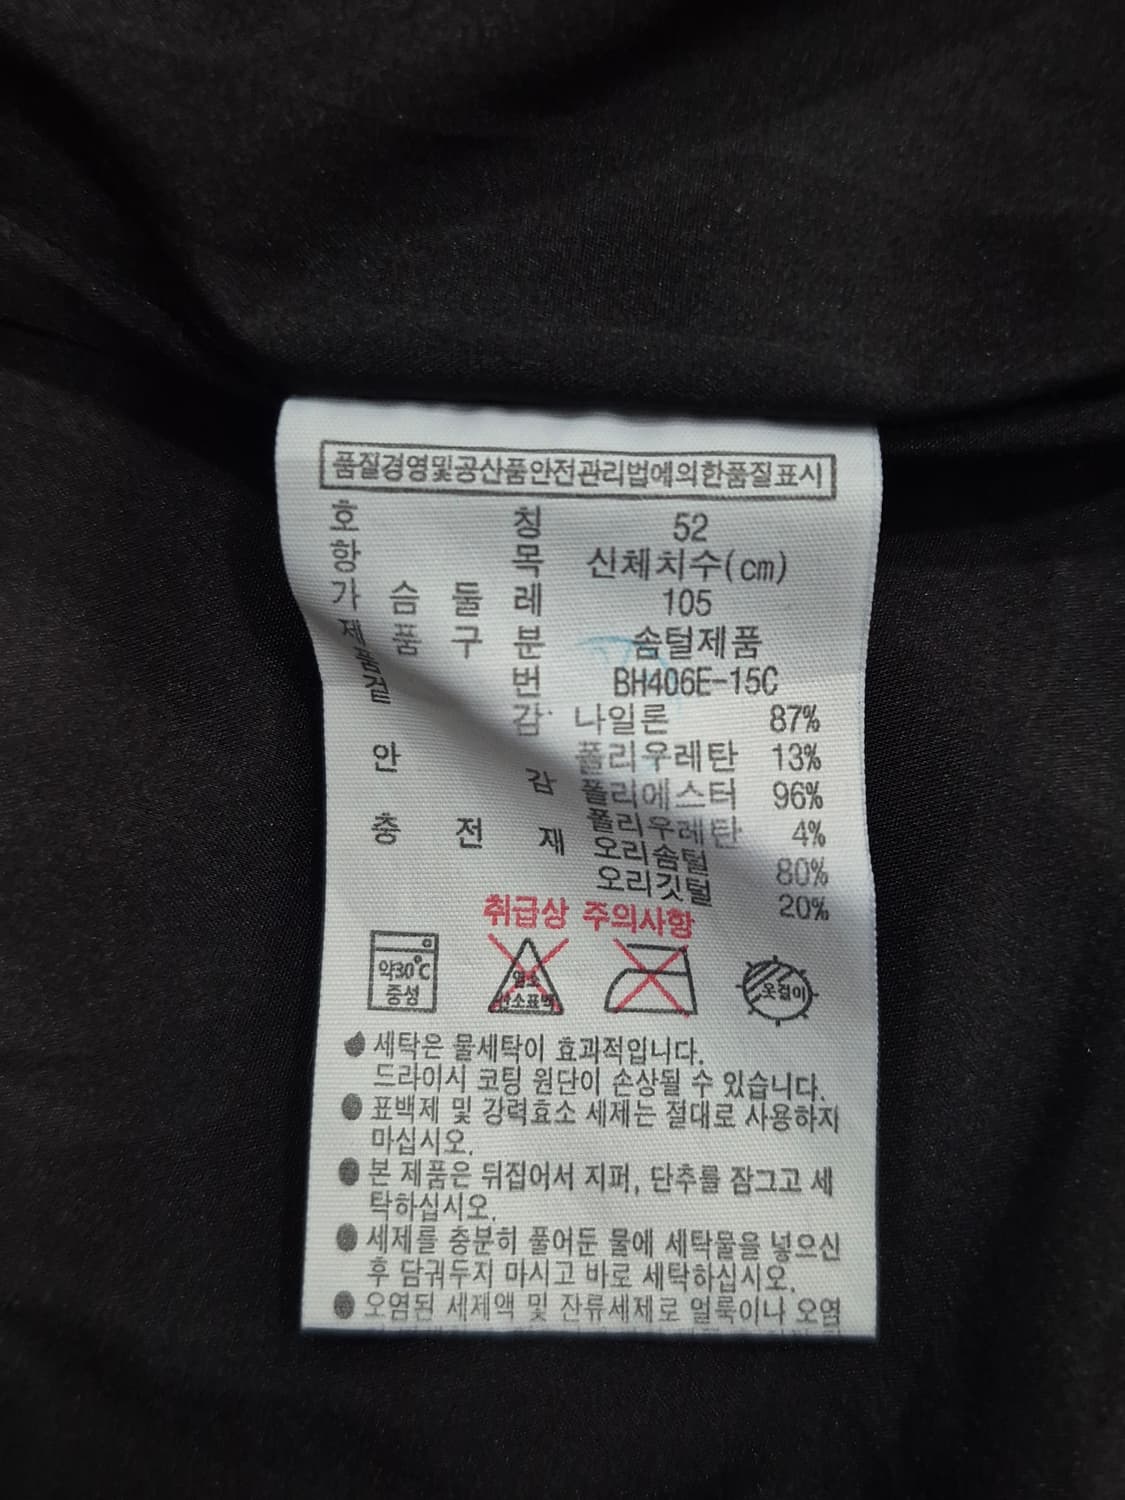 품질경영및공산품안전관리법에의한품질표시
호 칭 52
항 목 신체치수(cm)
가 슴 둘 레 105
제 품 구 분 솜털제품
품 번 BH406E-15C
겉 감 나일론 87%
폴리우레탄 13%
안 감 폴리에스터 96%
폴리우레탄 4%
충 전 재 오리솜털 80%
오리깃털 20%
취급상 주의사항
약30℃
중성
염소
산소표백
옷걸이
● 세탁은 물세탁이 효과적입니다.
드라이시 코팅 원단이 손상될 수 있습니다.
● 표백제 및 강력효소 세제는 절대로 사용하지
마십시오.
● 본 제품은 뒤집어서 지퍼, 단추를 잠그고 세
탁하십시오.
● 세제를 충분히 풀어둔 물에 세탁물을 넣으신
후 담궈두지 마시고 바로 세탁하십시오.
● 오염된 세제액 및 잔류세제로 얼룩이나 오염